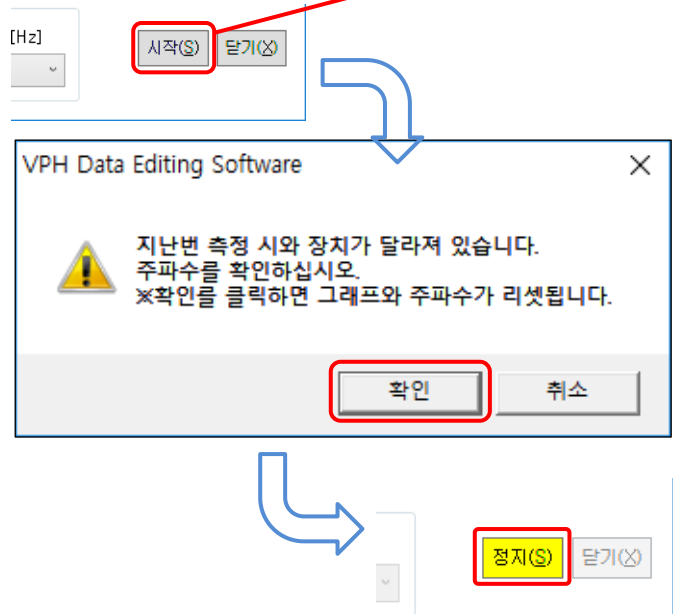 [Hz]
시작(S) 닫기(X)
VPH Data Editing Software
지난번 측정 시와 장치가 달라져 있습니다.
주파수를 확인하십시오.
※확인를 클릭하면 그래프와 주파수가 리셋됩니다.
확인 취소
정지(S) 닫기(X)